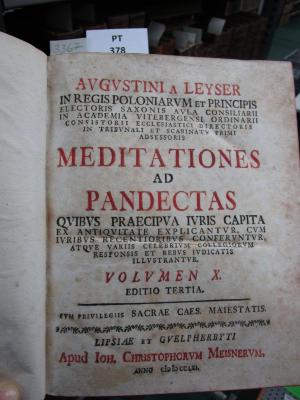 PT
378
3367
AVGVSTINI A LEYSER
IN REGIS POLONIARVM ET PRINCIPIS
ELECTORIS SAXONIS AVLA CONSILIARII
IN ACADEMIA VITEBERGENSI ORDINARII
CONSISTORII ECCLESIASTICI DIRECTORIS
IN TRIBVNALI ET SCABINATV PRIMI
ADSESSORIS
MEDITATIONES
AD
PANDECTAS
QVIBVS PRAECIPVA IVRIS CAPITA
EX ANTIQVITATE EXPLICANTVR, CVM
IVRIBVS RECENTIORIBVS CONFERVNTVR,
ATQVE VARIIS CELEBRIVM COLLEGIORVM
RESPONSIS ET REBVS IVDICATIS
ILLVSTRANTVR.
VOLVMEN X.
EDITIO TERTIA.
CVM PRIVILEGIIS SACRAE CAES. MAIESTATIS.
LIPSIAE ET GVELPHERBYTI
Apud IOH. CHRISTOPHORVM MEISNERVM,
ANNO